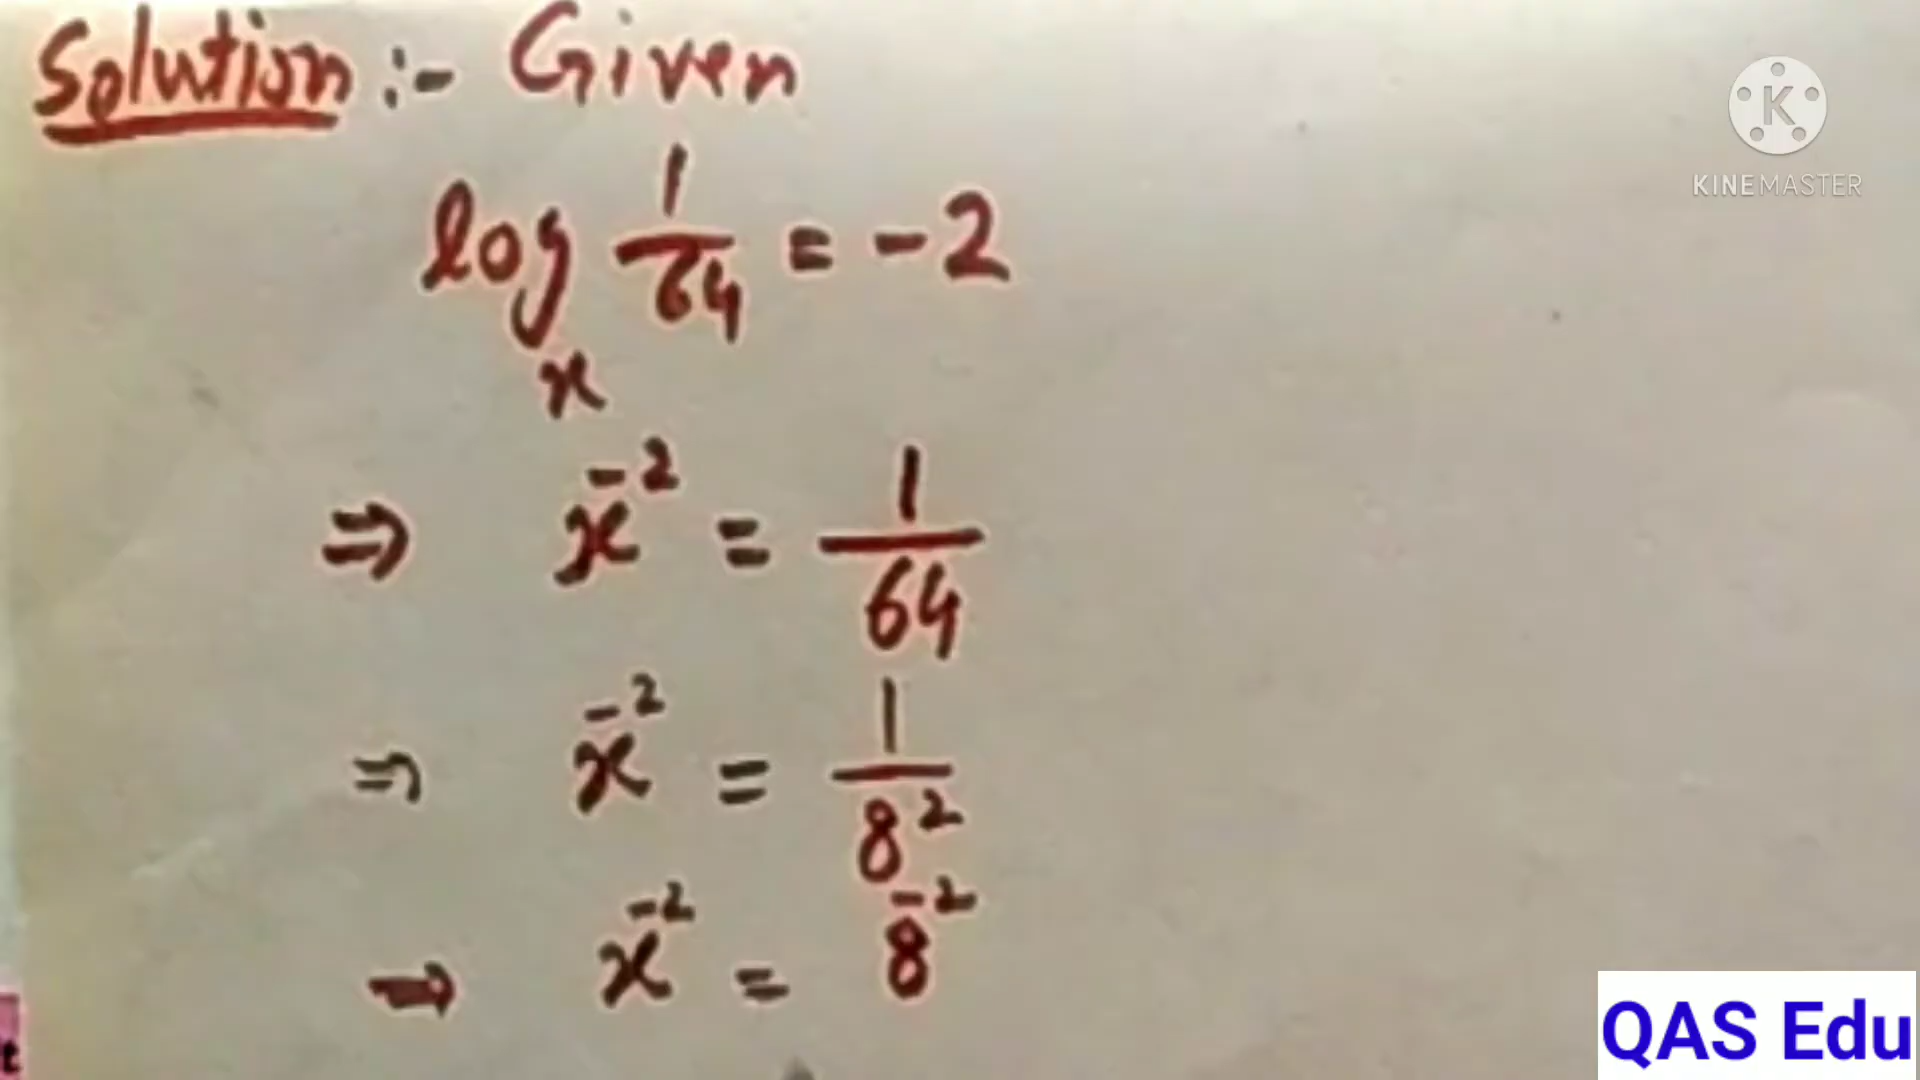 Solution :- Given
log_x 1/64 = -2
⇒ x^-2 = 1/64
⇒ x^-2 = 1/8^2
⇒ x^-2 = 8^-2
K
KINEMASTER
QAS Edu
t